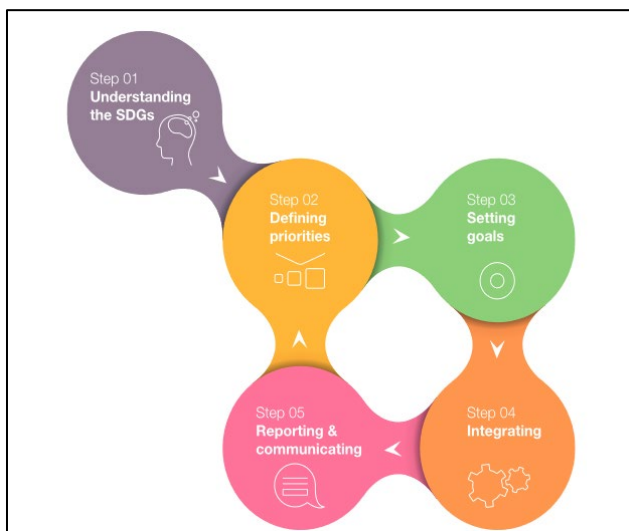 Step 01
Understanding
the SDGs
Step 02
Defining
priorities
Step 03
Setting
goals
Step 04
Integrating
Step 05
Reporting &
communicating